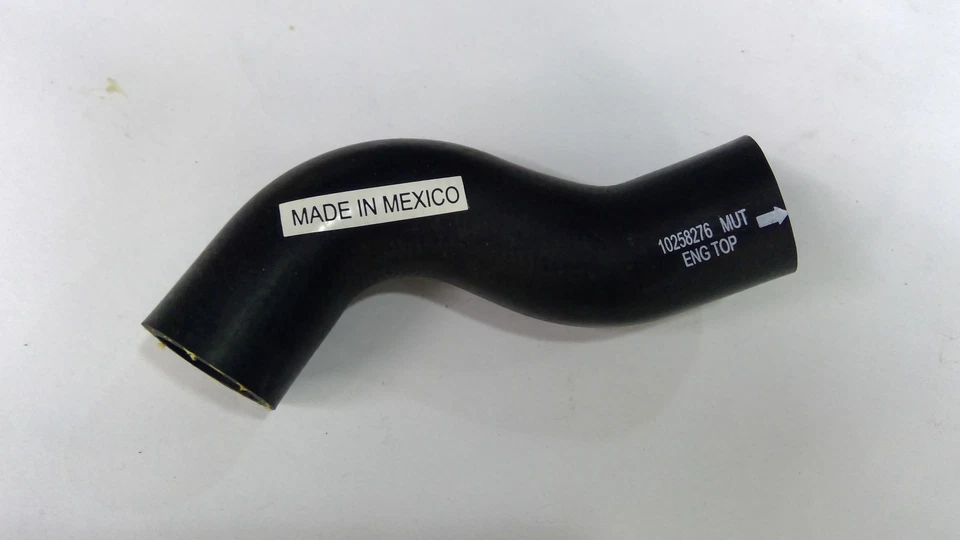 MADE IN MEXICO
10258276 MUT
ENG TOP